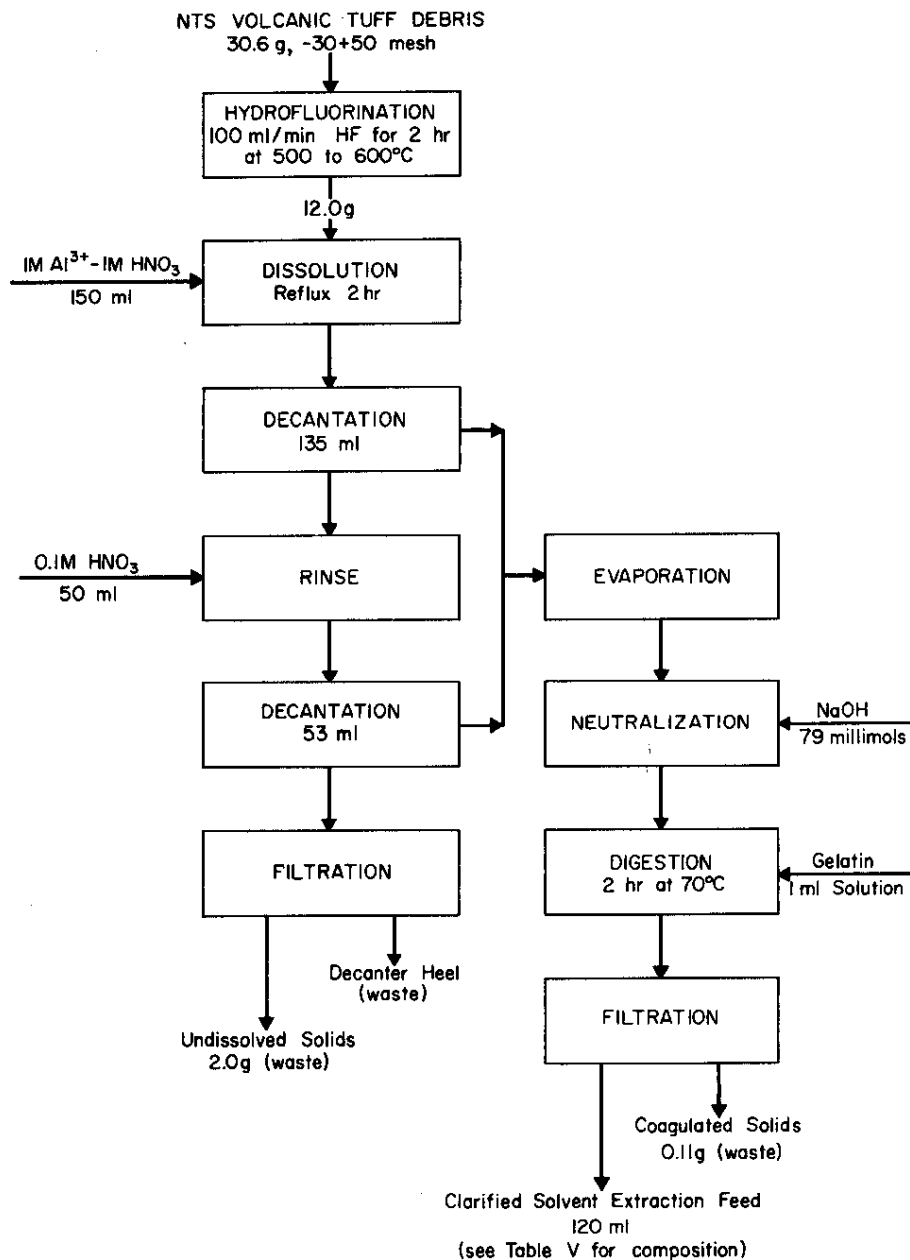 NTS VOLCANIC TUFF DEBRIS
30.6 g, -30+50 mesh
HYDROFLUORINATION
100 ml/min HF for 2 hr
at 500 to 600°C
12.0g
1M Al³⁺-1M HNO₃
150 ml
DISSOLUTION
Reflux 2 hr
DECANTATION
135 ml
0.1M HNO₃
50 ml
RINSE
DECANTATION
53 ml
FILTRATION
Decanter Heel
(waste)
Undissolved Solids
2.0g (waste)
EVAPORATION
NEUTRALIZATION
NaOH
79 millimols
DIGESTION
2 hr at 70°C
Gelatin
1 ml Solution
FILTRATION
Coagulated Solids
0.11g (waste)
Clarified Solvent Extraction Feed
120 ml
(see Table V for composition)